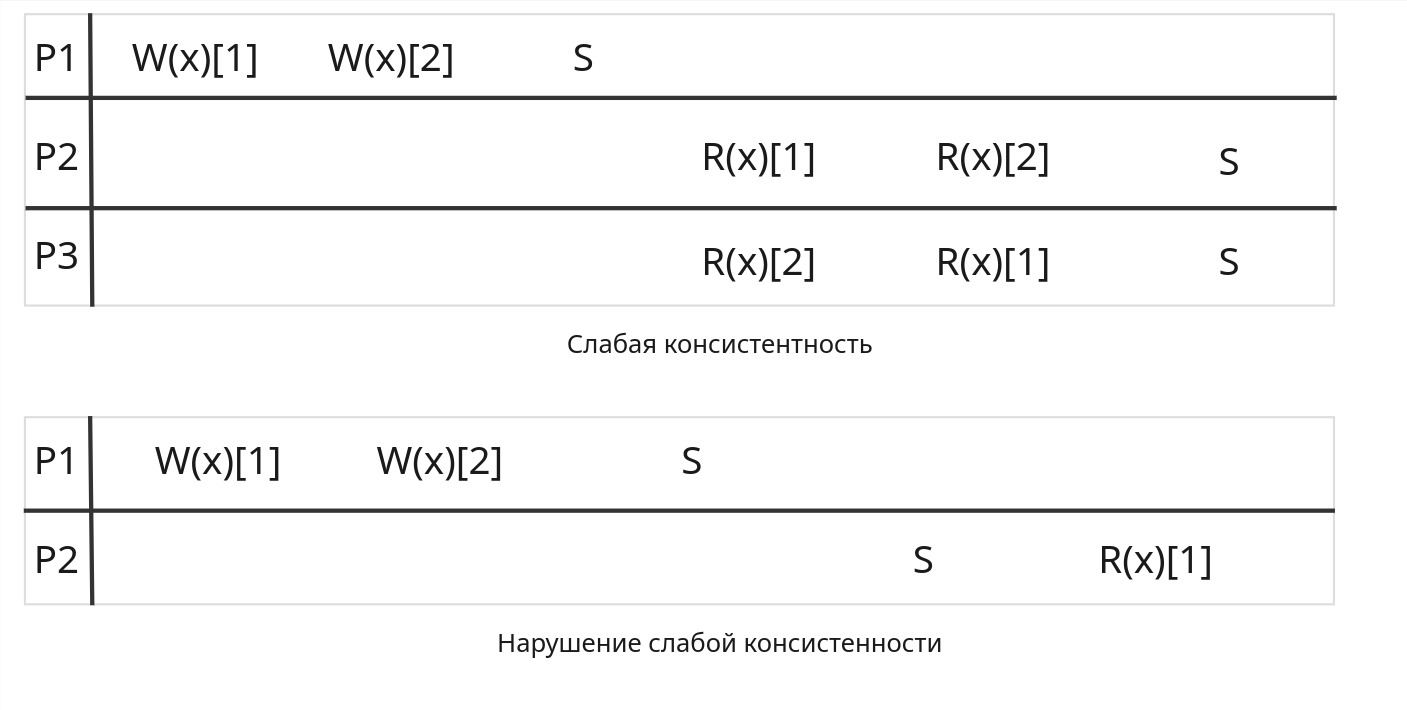 P1 W(x)[1] W(x)[2] S
P2 R(x)[1] R(x)[2] S
P3 R(x)[2] R(x)[1] S
Слабая консистентность
P1 W(x)[1] W(x)[2] S
P2 S R(x)[1]
Нарушение слабой консистенности